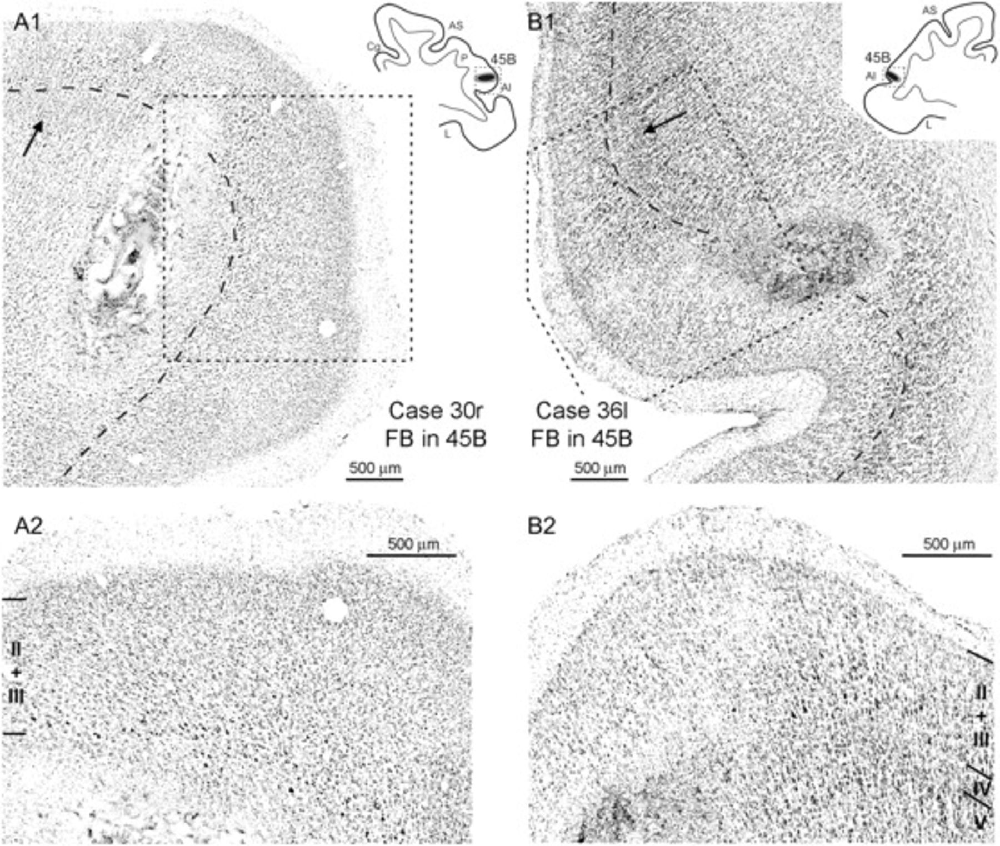 A1
Cg
AS
P
45B
AI
L
B1
AS
45B
AI
L
Case 30r
FB in 45B
500 µm
Case 36l
FB in 45B
500 µm
A2
500 µm
II + III
B2
500 µm
II + III
IV
V